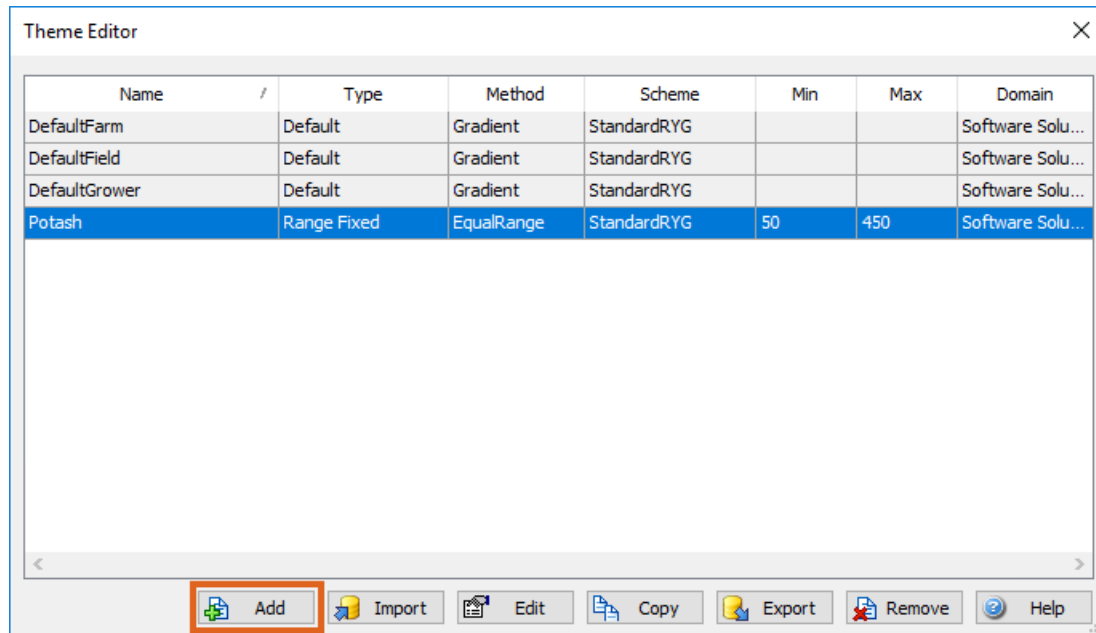 Theme Editor
Name / Type Method Scheme Min Max Domain
DefaultFarm Default Gradient StandardRYG Software Solu...
DefaultField Default Gradient StandardRYG Software Solu...
DefaultGrower Default Gradient StandardRYG Software Solu...
Potash Range Fixed EqualRange StandardRYG 50 450 Software Solu...
Add Import Edit Copy Export Remove Help